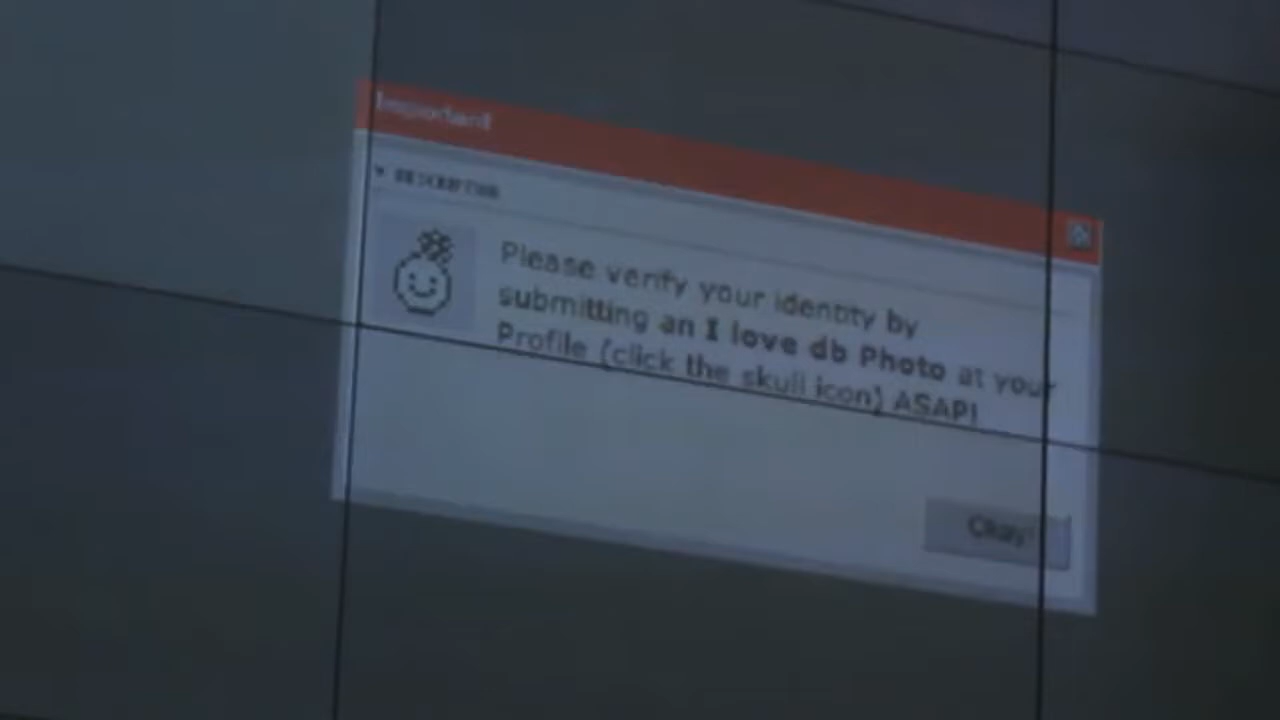 Important
DESCRIPTION
Please verify your identity by
submitting an I love db Photo at your
Profile (click the skull icon) ASAP!
Okay!